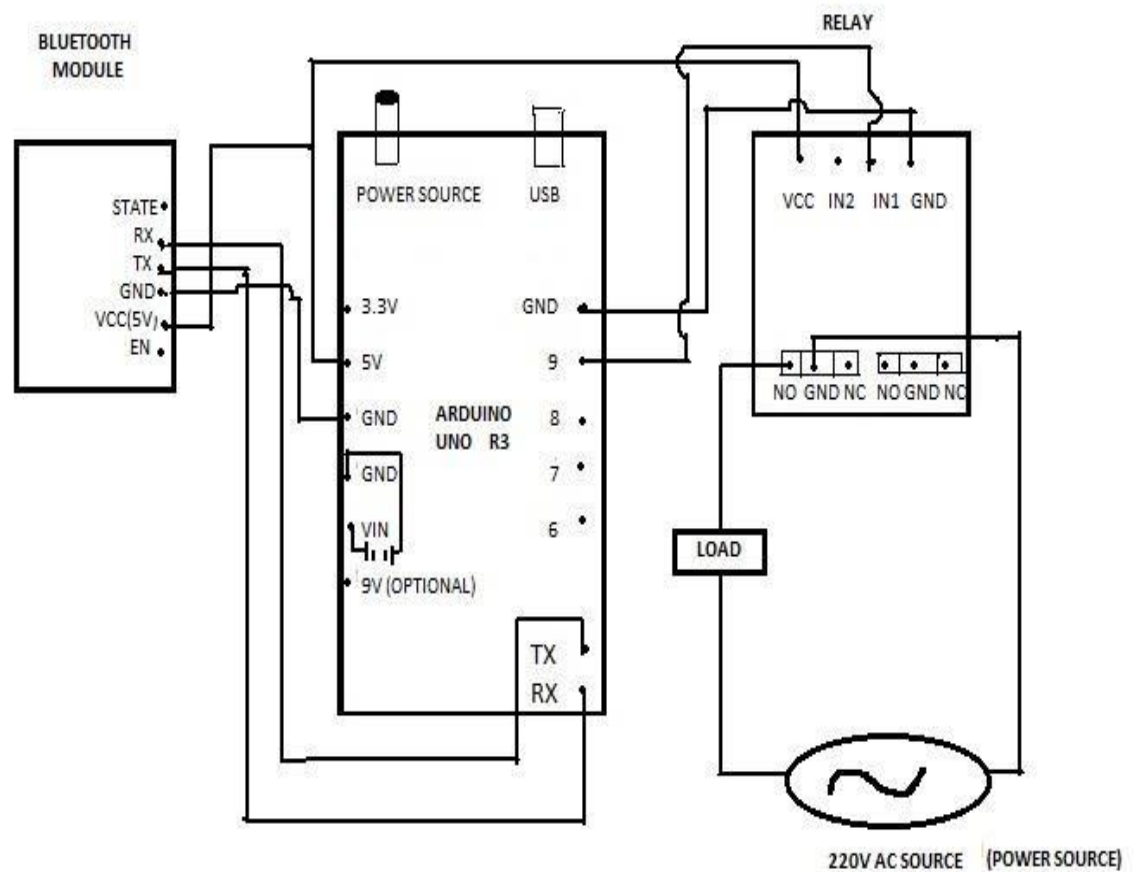 RELAY
BLUETOOTH
MODULE
POWER SOURCE
USB
VCC IN2 IN1 GND
STATE
RX
TX
GND
VCC(5V)
EN
3.3V
5V
GND
GND
VIN
9V (OPTIONAL)
ARDUINO
UNO R3
GND
9
8
7
6
TX
RX
NO GND NC NO GND NC
LOAD
220V AC SOURCE (POWER SOURCE)